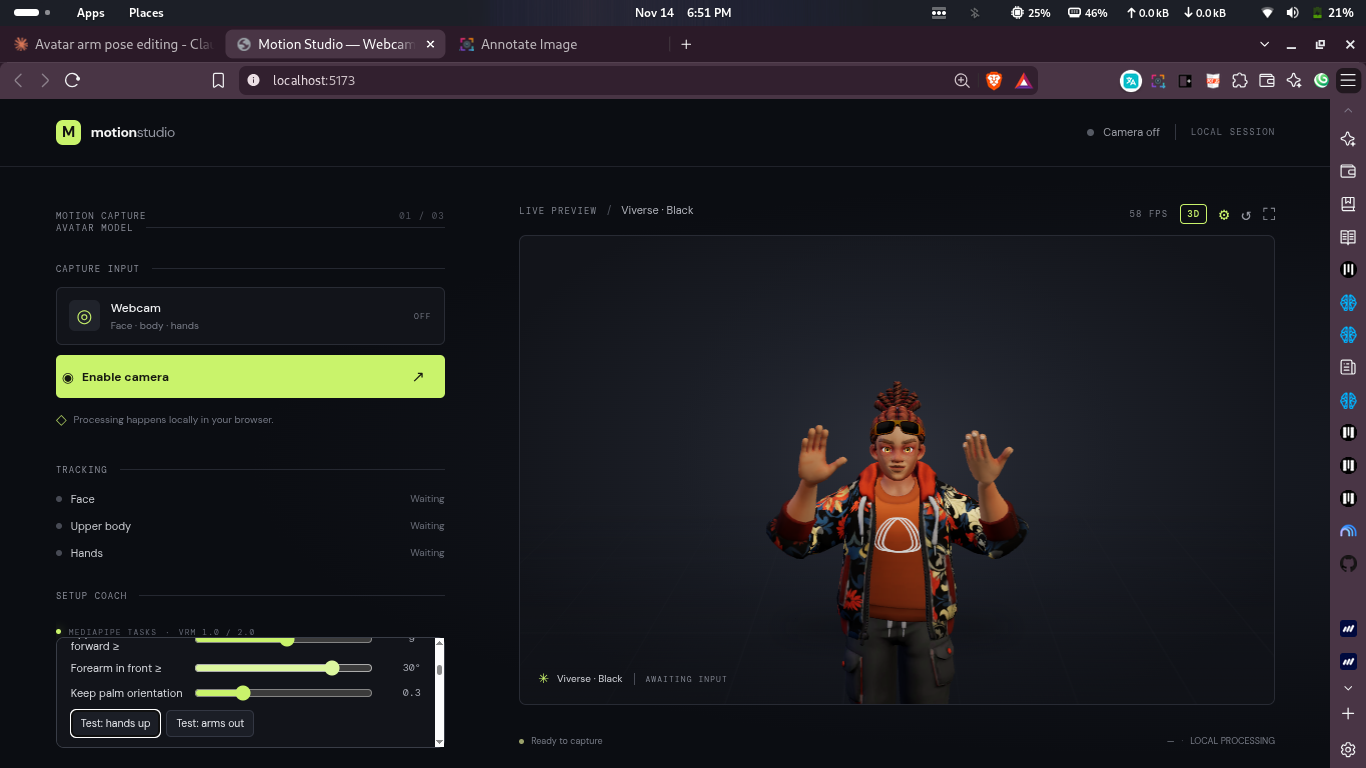 Apps Places Nov 14 6:51 PM 25% 46% 0.0 kB 0.0 kB 21%
Avatar arm pose editing - Cla Motion Studio — Webcam Annotate Image
localhost:5173
M motionstudio Camera off LOCAL SESSION
MOTION CAPTURE 01 / 03
AVATAR MODEL
LIVE PREVIEW / Viverse · Black 58 FPS 3D
CAPTURE INPUT
Webcam
Face · body · hands OFF
Enable camera
Processing happens locally in your browser.
TRACKING
Face Waiting
Upper body Waiting
Hands Waiting
SETUP COACH
MEDIAPIPE TASKS · VRM 1.0 / 2.0
forward ≥
Forearm in front ≥ 30°
Keep palm orientation 0.3
Test: hands up Test: arms out
Viverse · Black AWAITING INPUT
Ready to capture — · LOCAL PROCESSING